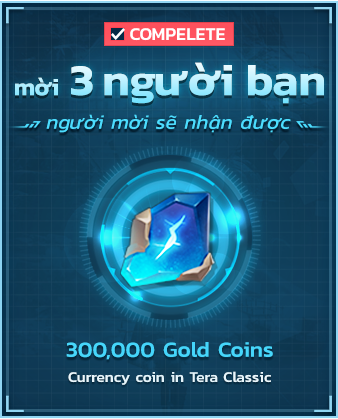 COMPELETE
mời 3 người bạn
người mời sẽ nhận được
300,000 Gold Coins
Currency coin in Tera Classic